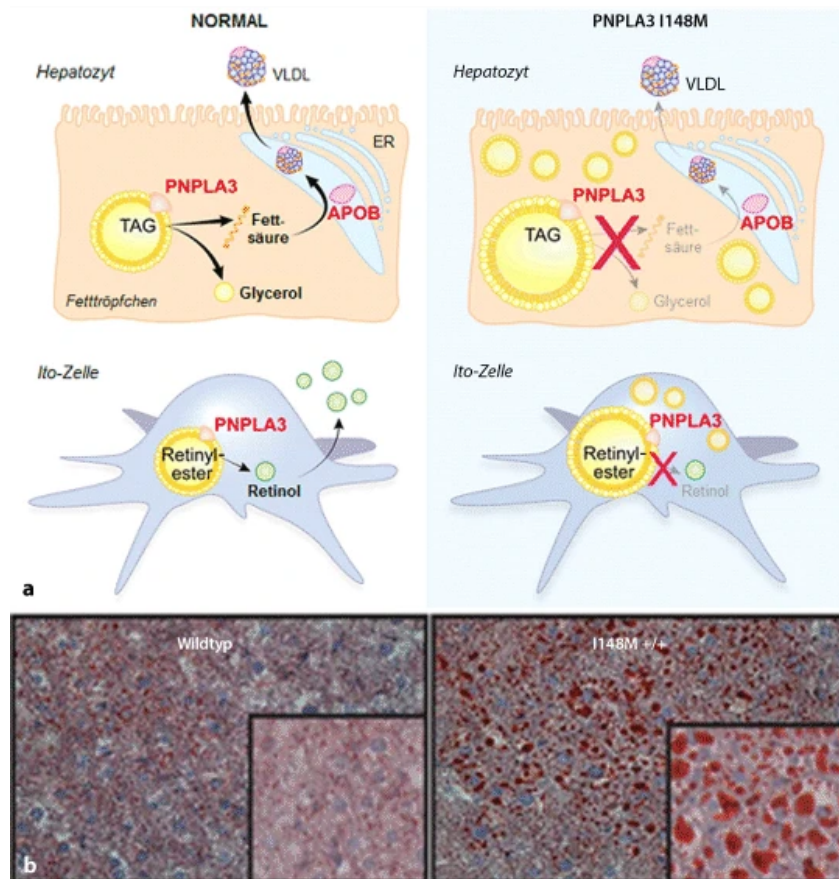 NORMAL
Hepatozyt
VLDL
ER
PNPLA3
TAG
Fett-
säure
APOB
Glycerol
Fetttröpfchen
Ito-Zelle
PNPLA3
Retinyl-
ester
Retinol
a
PNPLA3 I148M
Hepatozyt
VLDL
PNPLA3
TAG
Fett-
säure
APOB
Glycerol
Ito-Zelle
PNPLA3
Retinyl-
ester
Retinol
Wildtyp
I148M +/+
b